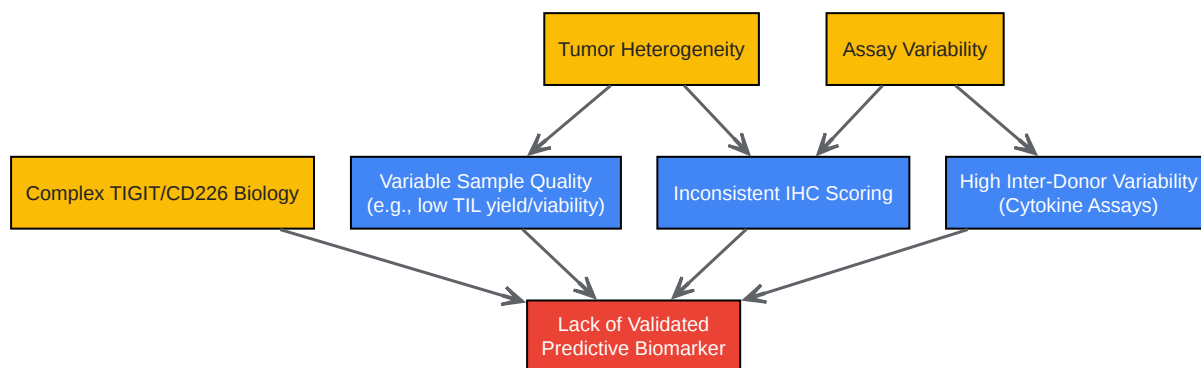 Tumor Heterogeneity
Assay Variability
Complex TIGIT/CD226 Biology
Variable Sample Quality
(e.g., low TIL yield/viability)
Inconsistent IHC Scoring
High Inter-Donor Variability
(Cytokine Assays)
Lack of Validated
Predictive Biomarker